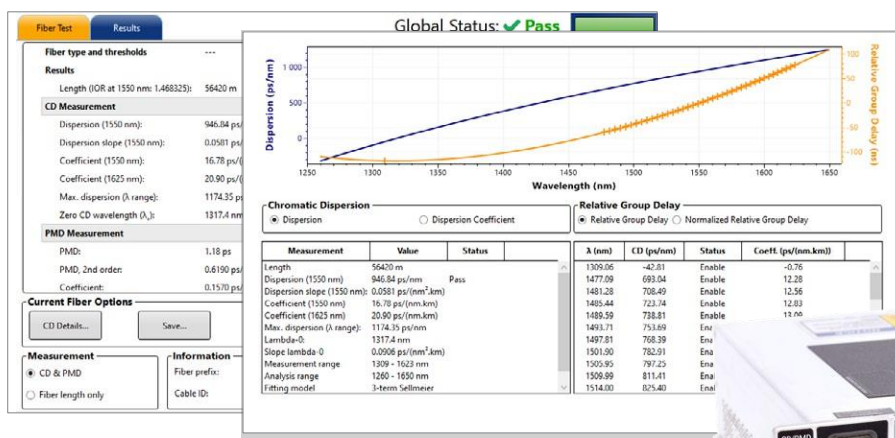 Fiber Test
Results
Global Status: ✔ Pass
Fiber type and thresholds ---
Results
Length (IOR at 1550 nm: 1.468325): 56420 m
CD Measurement
Dispersion (1550 nm): 946.84 ps/
Dispersion slope (1550 nm): 0.0581 ps/(
Coefficient (1550 nm): 16.78 ps/(
Coefficient (1625 nm): 20.90 ps/(
Max. dispersion (λ range): 1174.35 ps
Zero CD wavelength (λ₀): 1317.4 nm
PMD Measurement
PMD: 1.18 ps
PMD, 2nd order: 0.6190 ps/
Coefficient: 0.1570 ps/
Current Fiber Options
CD Details...
Save...
Measurement
CD & PMD
Fiber length only
Information
Fiber prefix:
Cable ID:
Dispersion (ps/nm)
1 000
500
0
Relative Group Delay (ns)
100
50
0
-50
-100
1250 1300 1350 1400 1450 1500 1550 1600 1650
Wavelength (nm)
Chromatic Dispersion
Dispersion
Dispersion Coefficient
Relative Group Delay
Relative Group Delay
Normalized Relative Group Delay
Measurement Value Status
Length 56420 m
Dispersion (1550 nm) 946.84 ps/nm Pass
Dispersion slope (1550 nm): 0.0581 ps/(nm².km)
Coefficient (1550 nm) 16.78 ps/(nm.km)
Coefficient (1625 nm) 20.90 ps/(nm.km)
Max. dispersion (λ range): 1174.35 ps/nm
Lambda-0: 1317.4 nm
Slope lambda-0 0.0906 ps/(nm².km)
Measurement range 1309 - 1623 nm
Analysis range 1260 - 1650 nm
Fitting model 3-term Sellmeier
λ (nm) CD (ps/nm) Status Coeff. (ps/(nm.km))
1309.06 -42.81 Enable -0.76
1477.09 693.04 Enable 12.28
1481.28 708.49 Enable 12.56
1485.44 723.74 Enable 12.83
1489.59 738.81 Enable 13.09
1493.71 753.69 Enab
1497.81 768.39 Enab
1501.90 782.91 Enab
1505.95 797.25 Ena
1509.99 811.41 Ena
1514.00 825.40 Ena
CD/PMD